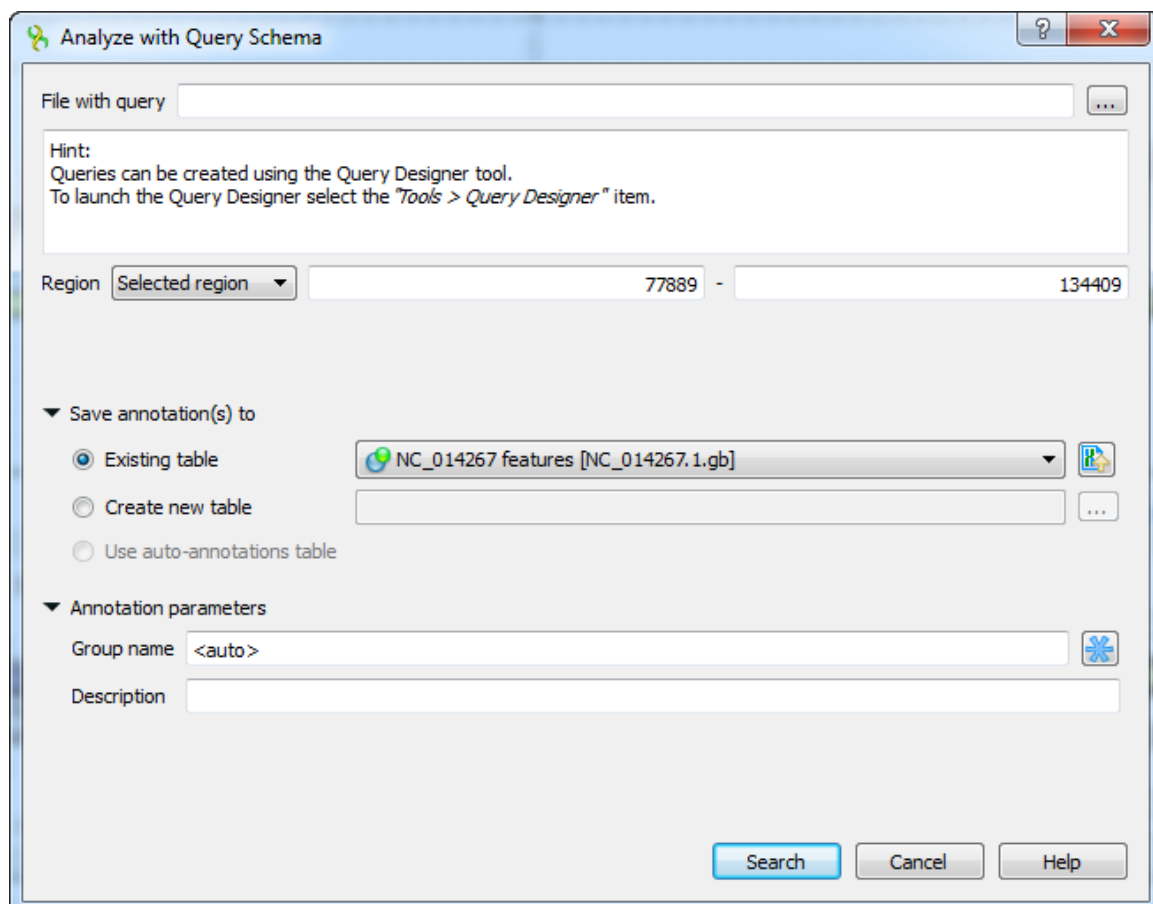 Analyze with Query Schema
File with query
...
Hint:
Queries can be created using the Query Designer tool.
To launch the Query Designer select the "Tools > Query Designer" item.
Region Selected region 77889 - 134409
Save annotation(s) to
Existing table NC_014267 features [NC_014267.1.gb]
Create new table ...
Use auto-annotations table
Annotation parameters
Group name <auto>
Description
Search Cancel Help